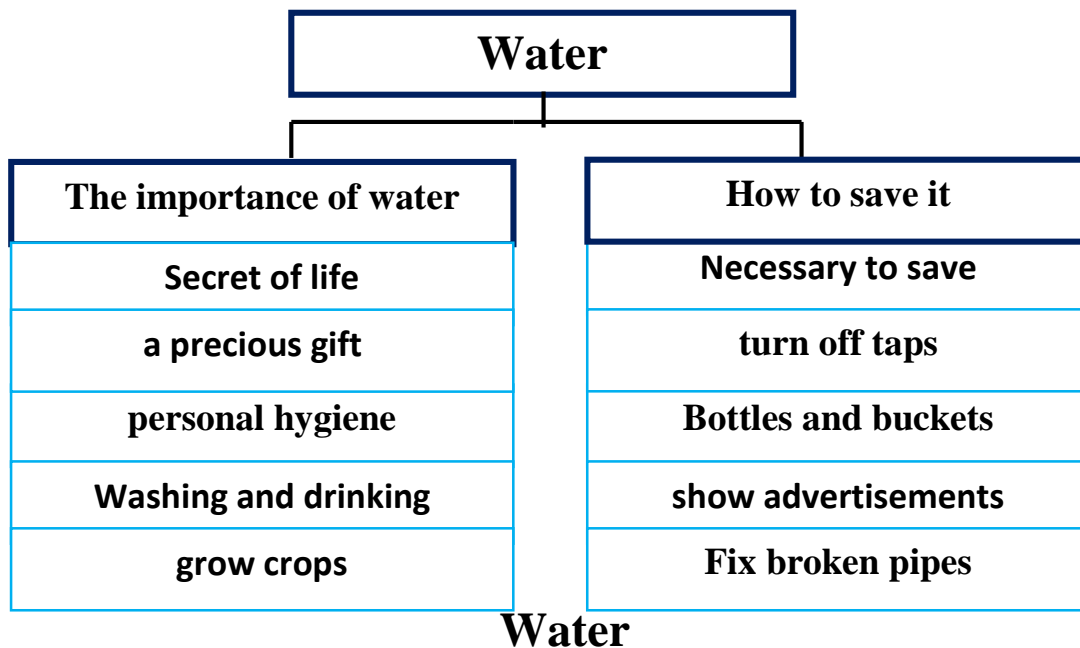 Water
The importance of water
Secret of life
a precious gift
personal hygiene
Washing and drinking
grow crops
How to save it
Necessary to save
turn off taps
Bottles and buckets
show advertisements
Fix broken pipes
Water